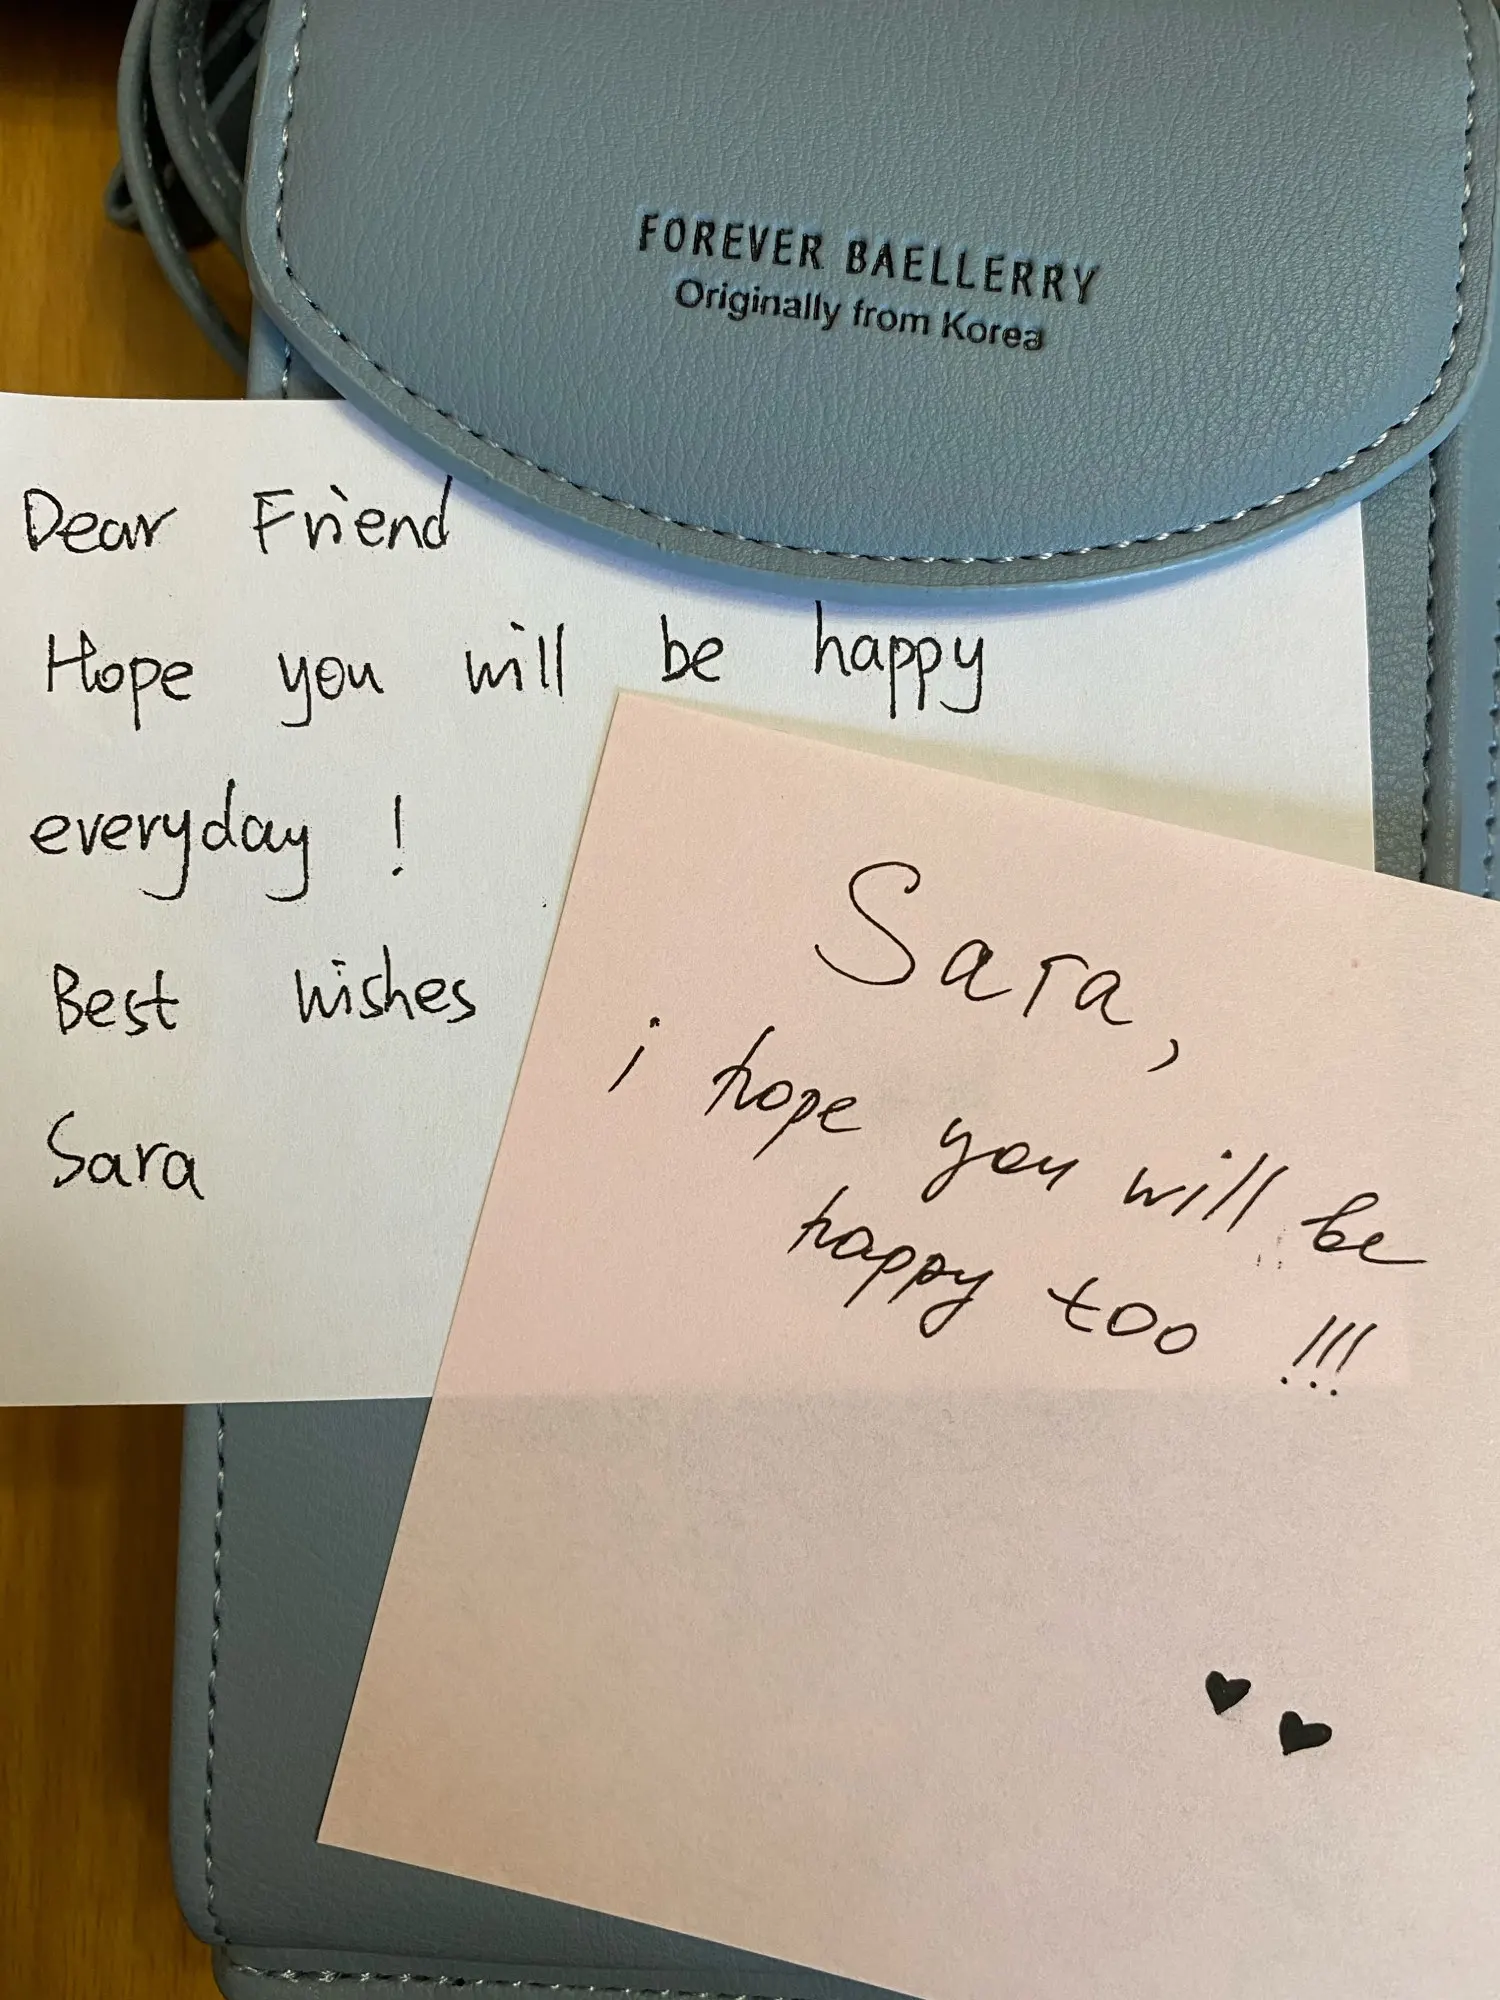 FOREVER BAELLERRY
Originally from Korea
Dear Friend
Hope you will be happy
everyday !
Best wishes
Sara
Sara,
i hope you will be
happy too !!!